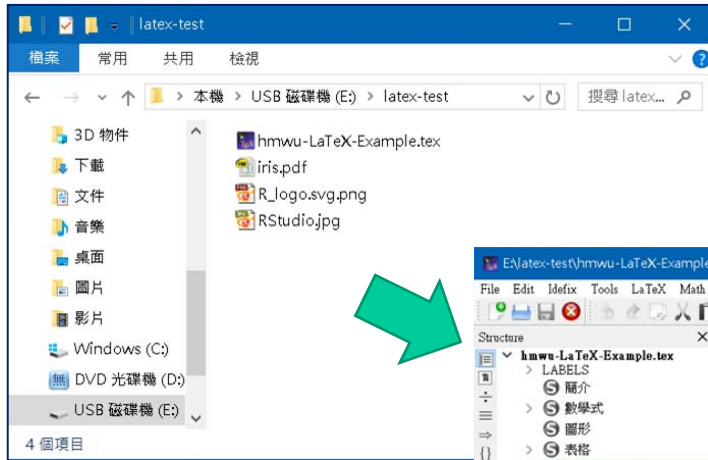 latex-test
檔案 常用 共用 檢視
本機 > USB 磁碟機 (E:) > latex-test
搜尋 latex...
3D 物件
下載
文件
音樂
桌面
圖片
影片
Windows (C:)
DVD 光碟機 (D:)
USB 磁碟機 (E:)
hmwu-LaTeX-Example.tex
iris.pdf
R_logo.svg.png
RStudio.jpg
4 個項目
E:\latex-test\hmwu-LaTeX-Example
File Edit Idefix Tools LaTeX Math
Structure
hmwu-LaTeX-Example.tex
LABELS
簡介
數學式
圖形
表格